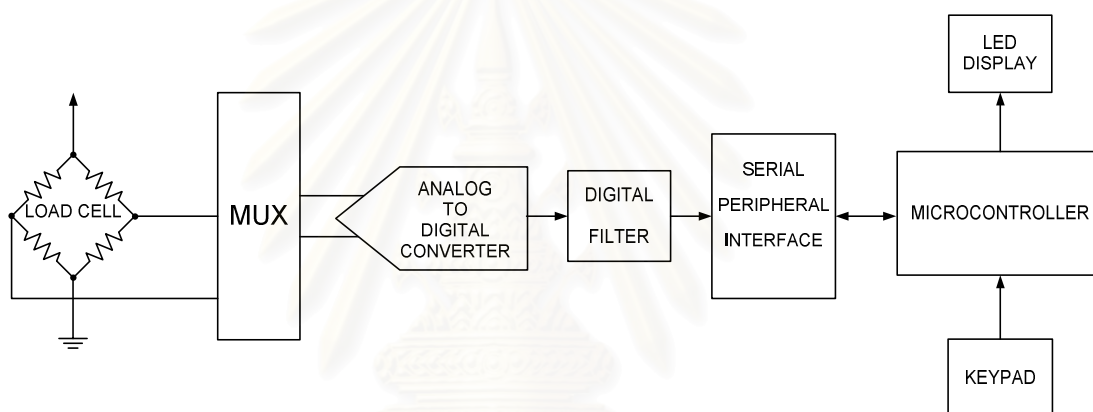 LOAD CELL
MUX
ANALOG
TO
DIGITAL
CONVERTER
DIGITAL
FILTER
SERIAL
PERIPHERAL
INTERFACE
LED
DISPLAY
MICROCONTROLLER
KEYPAD